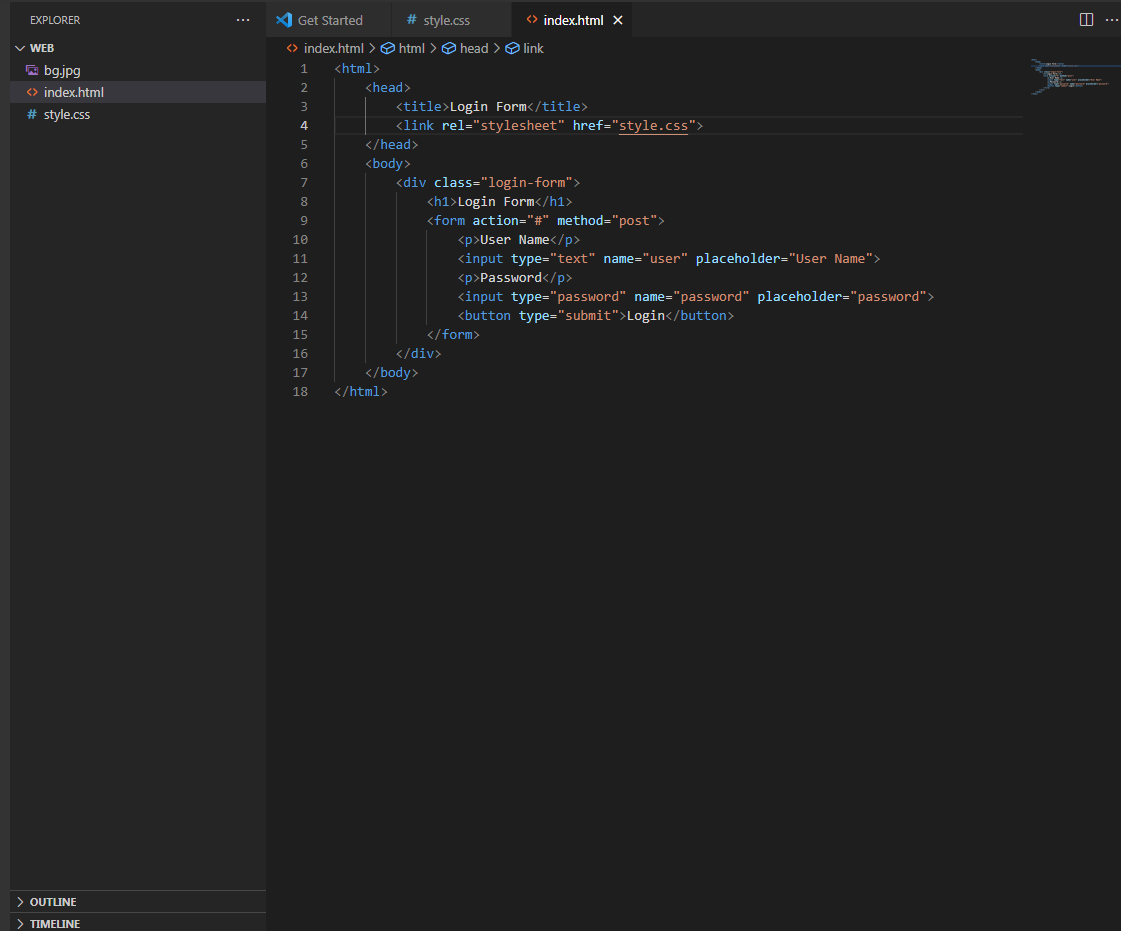 EXPLORER
WEB
bg.jpg
index.html
# style.css
OUTLINE
TIMELINE
Get Started
# style.css
<> index.html
<> index.html > html > head > link
1 <html>
2 <head>
3 <title>Login Form</title>
4 <link rel="stylesheet" href="style.css">
5 </head>
6 <body>
7 <div class="login-form">
8 <h1>Login Form</h1>
9 <form action="#" method="post">
10 <p>User Name</p>
11 <input type="text" name="user" placeholder="User Name">
12 <p>Password</p>
13 <input type="password" name="password" placeholder="password">
14 <button type="submit">Login</button>
15 </form>
16 </div>
17 </body>
18 </html>